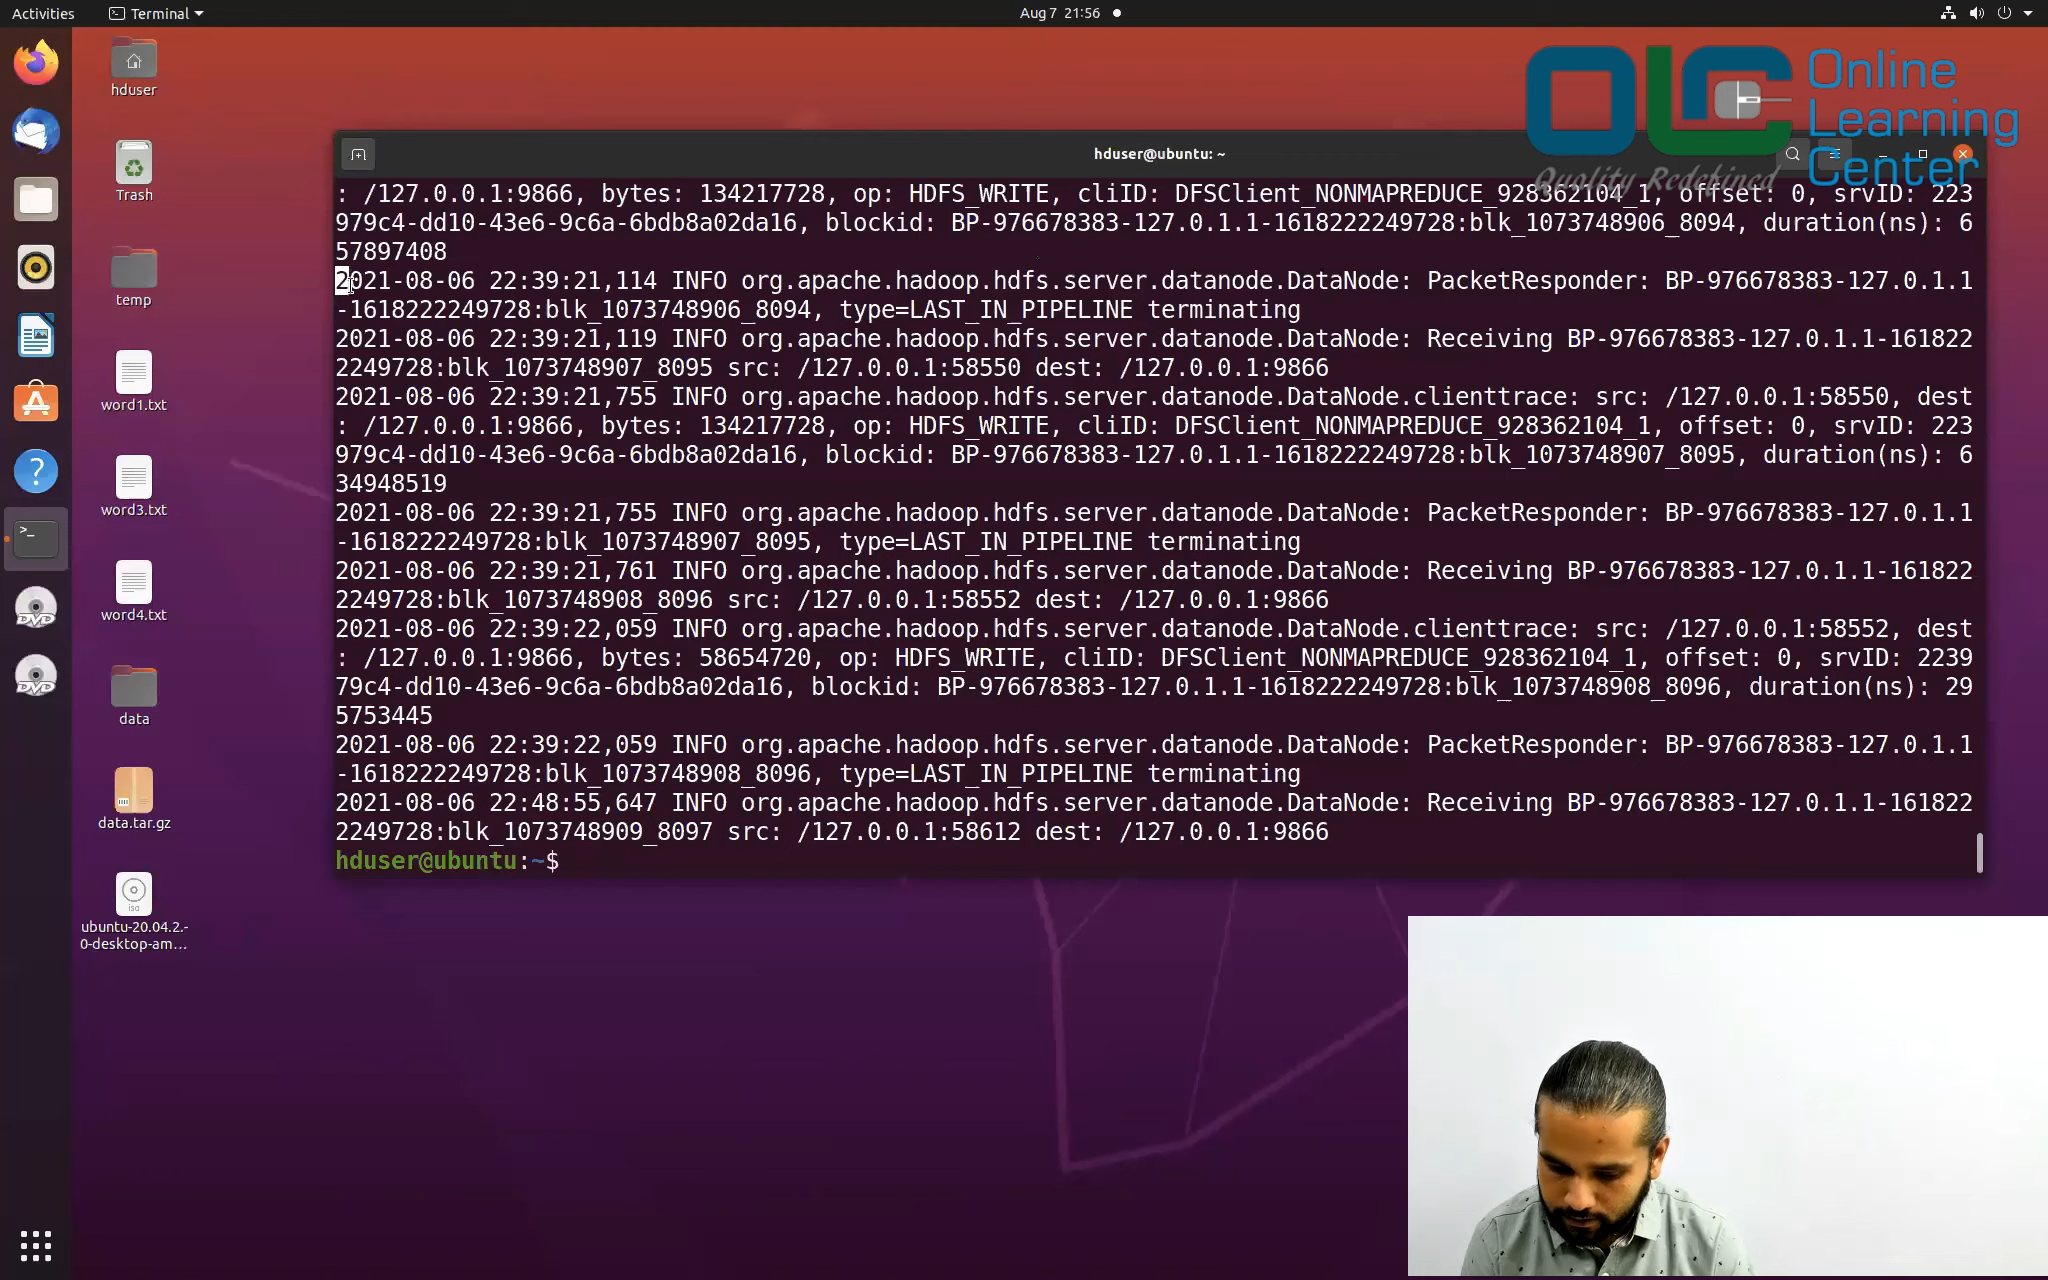 Activities
Terminal
Aug 7 21:56
Online
Learning
Center
Quality Redefined
hduser
Trash
temp
word1.txt
word3.txt
word4.txt
data
data.tar.gz
ubuntu-20.04.2.-
0-desktop-am…
hduser@ubuntu: ~
: /127.0.0.1:9866, bytes: 134217728, op: HDFS_WRITE, cliID: DFSClient_NONMAPREDUCE_928362104_1, offset: 0, srvID: 223
979c4-dd10-43e6-9c6a-6bdb8a02da16, blockid: BP-976678383-127.0.1.1-1618222249728:blk_1073748906_8094, duration(ns): 6
57897408
2021-08-06 22:39:21,114 INFO org.apache.hadoop.hdfs.server.datanode.DataNode: PacketResponder: BP-976678383-127.0.1.1
-1618222249728:blk_1073748906_8094, type=LAST_IN_PIPELINE terminating
2021-08-06 22:39:21,119 INFO org.apache.hadoop.hdfs.server.datanode.DataNode: Receiving BP-976678383-127.0.1.1-161822
2249728:blk_1073748907_8095 src: /127.0.0.1:58550 dest: /127.0.0.1:9866
2021-08-06 22:39:21,755 INFO org.apache.hadoop.hdfs.server.datanode.DataNode.clienttrace: src: /127.0.0.1:58550, dest
: /127.0.0.1:9866, bytes: 134217728, op: HDFS_WRITE, cliID: DFSClient_NONMAPREDUCE_928362104_1, offset: 0, srvID: 223
979c4-dd10-43e6-9c6a-6bdb8a02da16, blockid: BP-976678383-127.0.1.1-1618222249728:blk_1073748907_8095, duration(ns): 6
34948519
2021-08-06 22:39:21,755 INFO org.apache.hadoop.hdfs.server.datanode.DataNode: PacketResponder: BP-976678383-127.0.1.1
-1618222249728:blk_1073748907_8095, type=LAST_IN_PIPELINE terminating
2021-08-06 22:39:21,761 INFO org.apache.hadoop.hdfs.server.datanode.DataNode: Receiving BP-976678383-127.0.1.1-161822
2249728:blk_1073748908_8096 src: /127.0.0.1:58552 dest: /127.0.0.1:9866
2021-08-06 22:39:22,059 INFO org.apache.hadoop.hdfs.server.datanode.DataNode.clienttrace: src: /127.0.0.1:58552, dest
: /127.0.0.1:9866, bytes: 58654720, op: HDFS_WRITE, cliID: DFSClient_NONMAPREDUCE_928362104_1, offset: 0, srvID: 2239
79c4-dd10-43e6-9c6a-6bdb8a02da16, blockid: BP-976678383-127.0.1.1-1618222249728:blk_1073748908_8096, duration(ns): 29
5753445
2021-08-06 22:39:22,059 INFO org.apache.hadoop.hdfs.server.datanode.DataNode: PacketResponder: BP-976678383-127.0.1.1
-1618222249728:blk_1073748908_8096, type=LAST_IN_PIPELINE terminating
2021-08-06 22:48:55,647 INFO org.apache.hadoop.hdfs.server.datanode.DataNode: Receiving BP-976678383-127.0.1.1-161822
2249728:blk_1073748909_8097 src: /127.0.0.1:58612 dest: /127.0.0.1:9866
hduser@ubuntu:~$